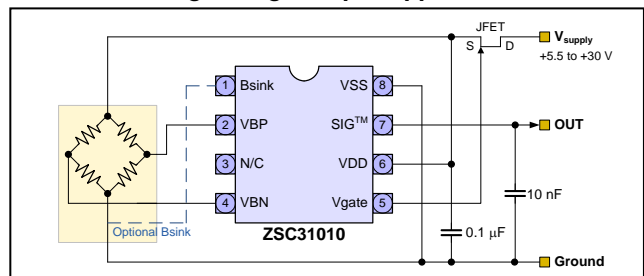 JFET
S
D
Vsupply
+5.5 to +30 V
1 Bsink
VSS 8
2 VBP
SIG™ 7
OUT
3 N/C
VDD 6
10 nF
4 VBN
Vgate 5
Optional Bsink
ZSC31010
0.1 µF
Ground